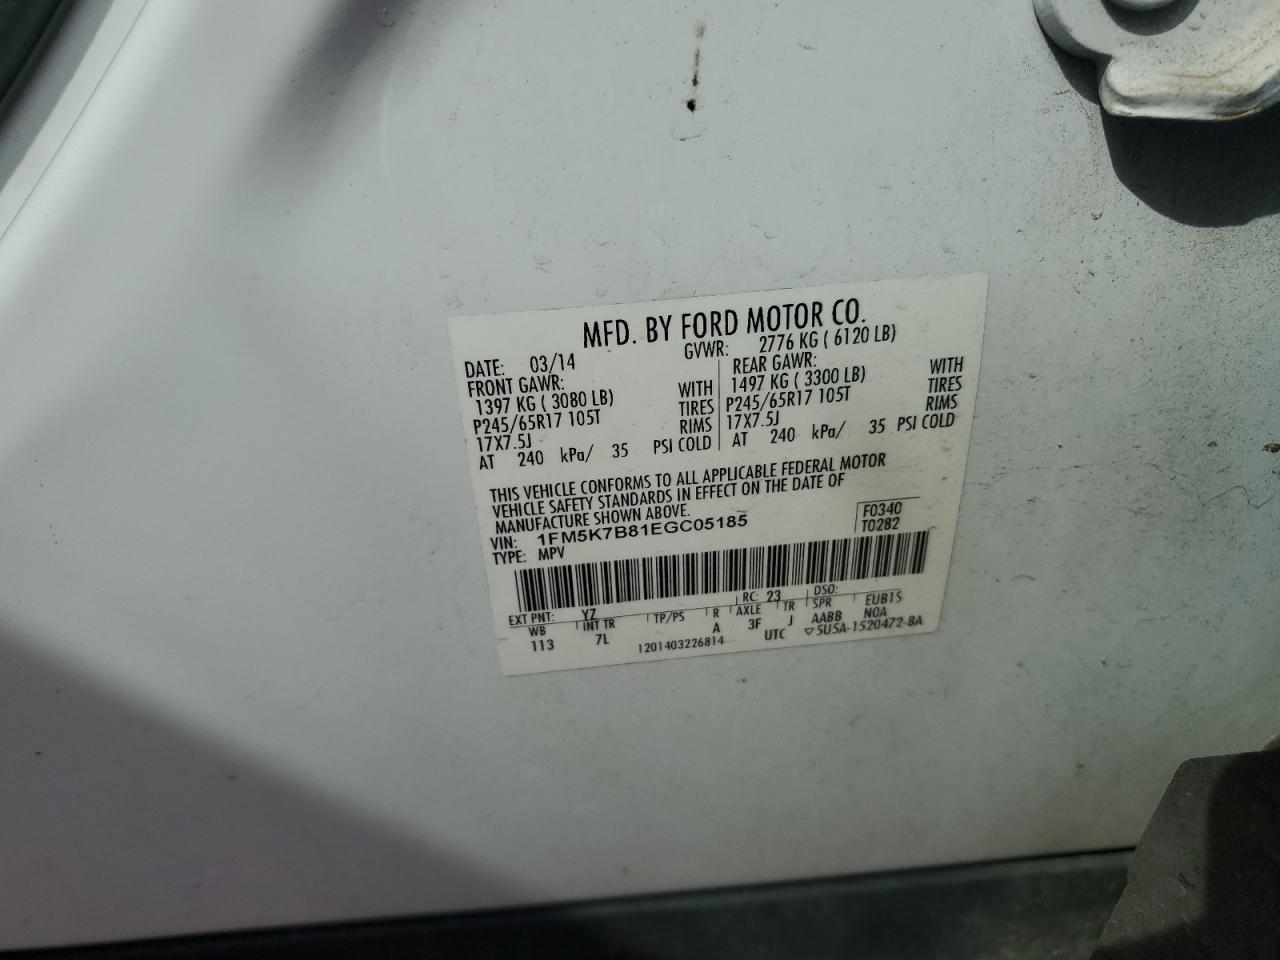 MFD. BY FORD MOTOR CO.
DATE: 03/14 GVWR: 2776 KG ( 6120 LB)
FRONT GAWR: REAR GAWR:
1397 KG ( 3080 LB) WITH 1497 KG ( 3300 LB) WITH
P245/65R17 105T TIRES P245/65R17 105T TIRES
17X7.5J RIMS 17X7.5J RIMS
AT 240 kPa/ 35 PSI COLD AT 240 kPa/ 35 PSI COLD
THIS VEHICLE CONFORMS TO ALL APPLICABLE FEDERAL MOTOR
VEHICLE SAFETY STANDARDS IN EFFECT ON THE DATE OF
MANUFACTURE SHOWN ABOVE.
VIN: 1FM5K7B81EGC05185 F0340
TYPE: MPV T0282
EXT PNT: YZ RC: 23 DSO:
WB INT TR TP/PS R AXLE TR SPR EUB1S
113 7L A 3F J AABB NOA
1201403226814 UTC ▽5U5A-1520472-BA